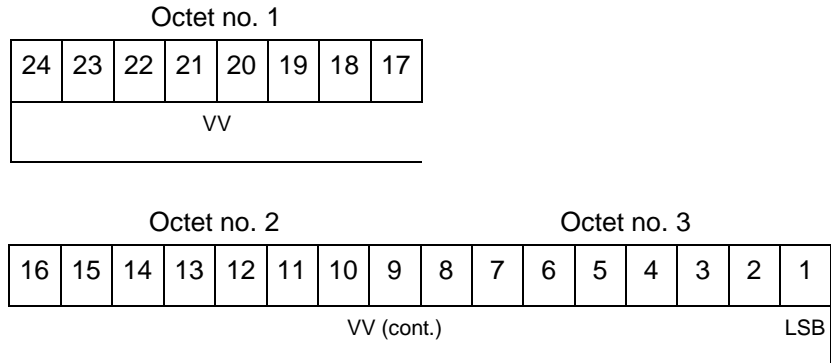 Octet no. 1
24 23 22 21 20 19 18 17
VV
Octet no. 2 Octet no. 3
16 15 14 13 12 11 10 9 8 7 6 5 4 3 2 1
VV (cont.) LSB